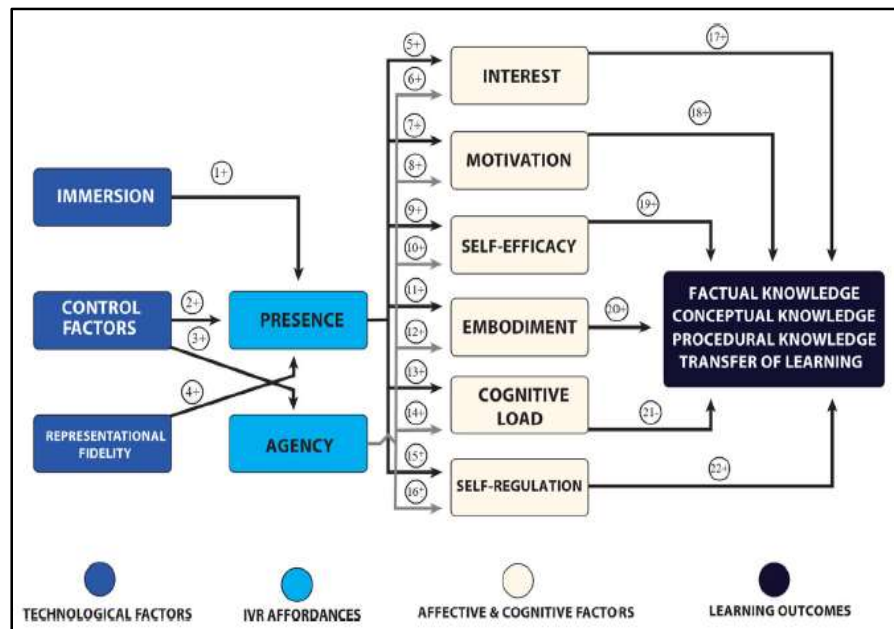 5+
17+
INTEREST
6+
7+
18+
MOTIVATION
8+
1+
IMMERSION
9+
19+
SELF-EFFICACY
10+
CONTROL
FACTORS
2+
3+
PRESENCE
11+
EMBODIMENT
20+
12+
FACTUAL KNOWLEDGE
CONCEPTUAL KNOWLEDGE
PROCEDURAL KNOWLEDGE
TRANSFER OF LEARNING
4+
13+
COGNITIVE
LOAD
14+
21-
REPRESENTATIONAL
FIDELITY
AGENCY
15+
SELF-REGULATION
22+
16+
TECHNOLOGICAL FACTORS
IVR AFFORDANCES
AFFECTIVE & COGNITIVE FACTORS
LEARNING OUTCOMES